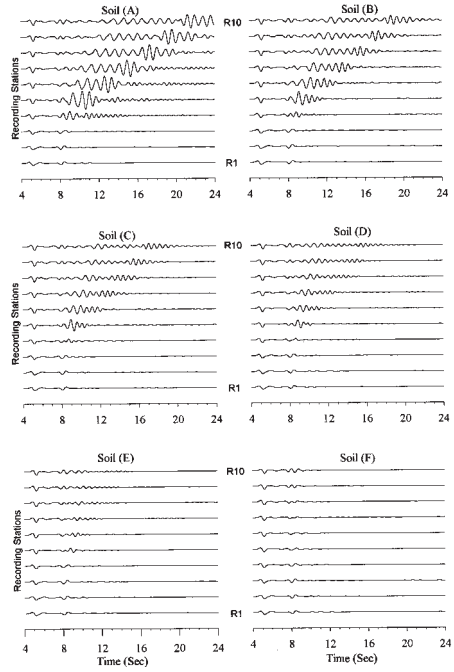 Soil (A)
Soil (B)
R10
R1
Recording Stations
4 8 12 16 20 24
4 8 12 16 20 24
Soil (C)
Soil (D)
R10
R1
Recording Stations
4 8 12 16 20 24
4 8 12 16 20 24
Soil (E)
Soil (F)
R10
R1
Recording Stations
4 8 12 16 20 24
4 8 12 16 20 24
Time (Sec)
Time (Sec)